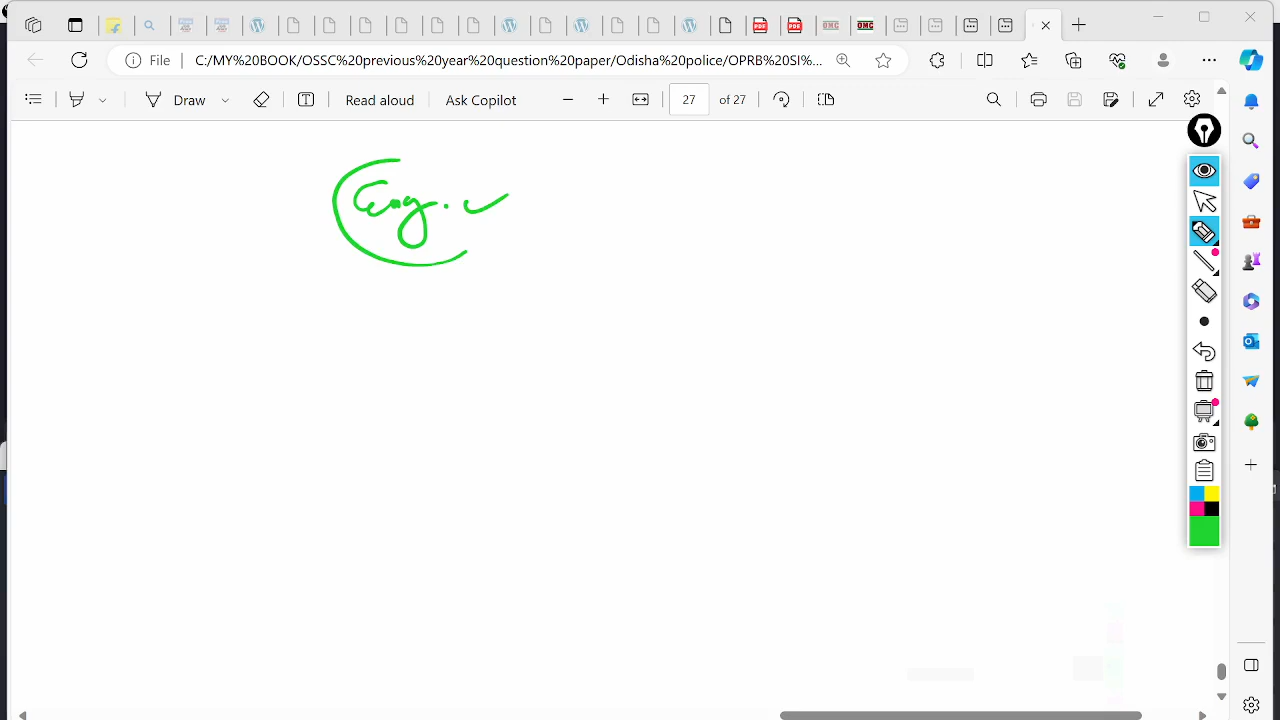 File
C:/MY%20BOOK/OSSC%20previous%20year%20question%20paper/Odisha%20police/OPRB%20SI%...
Draw
Read aloud
Ask Copilot
27
of 27
Eng.